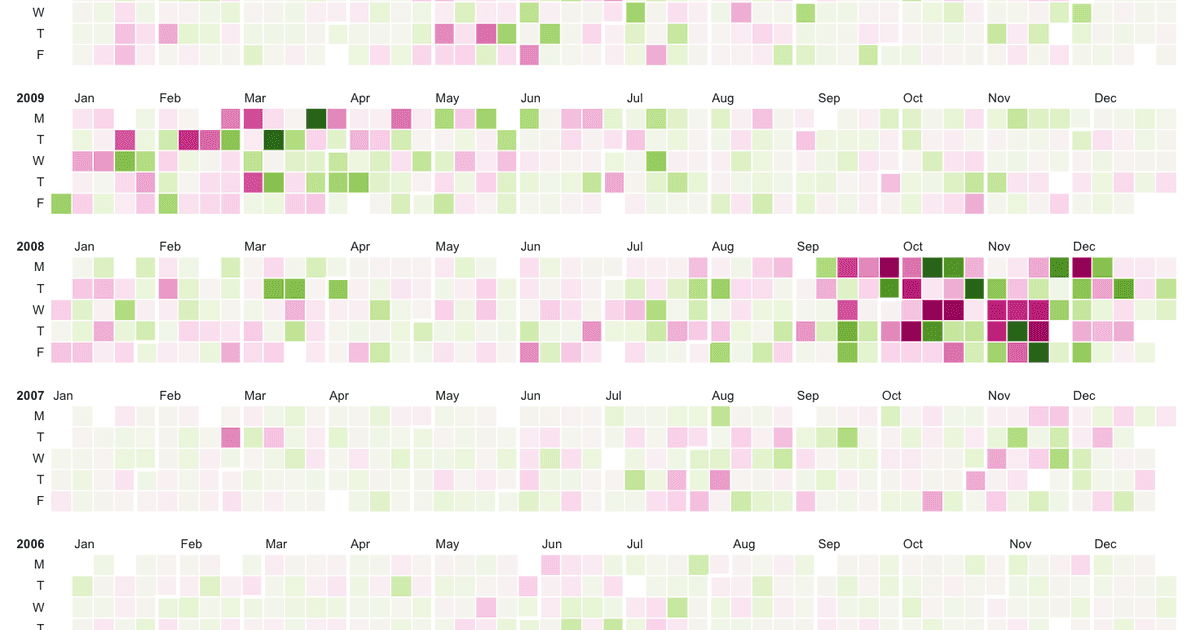 W
T
F
2009 Jan Feb Mar Apr May Jun Jul Aug Sep Oct Nov Dec
M
T
W
T
F
2008 Jan Feb Mar Apr May Jun Jul Aug Sep Oct Nov Dec
M
T
W
T
F
2007 Jan Feb Mar Apr May Jun Jul Aug Sep Oct Nov Dec
M
T
W
T
F
2006 Jan Feb Mar Apr May Jun Jul Aug Sep Oct Nov Dec
M
T
W
T